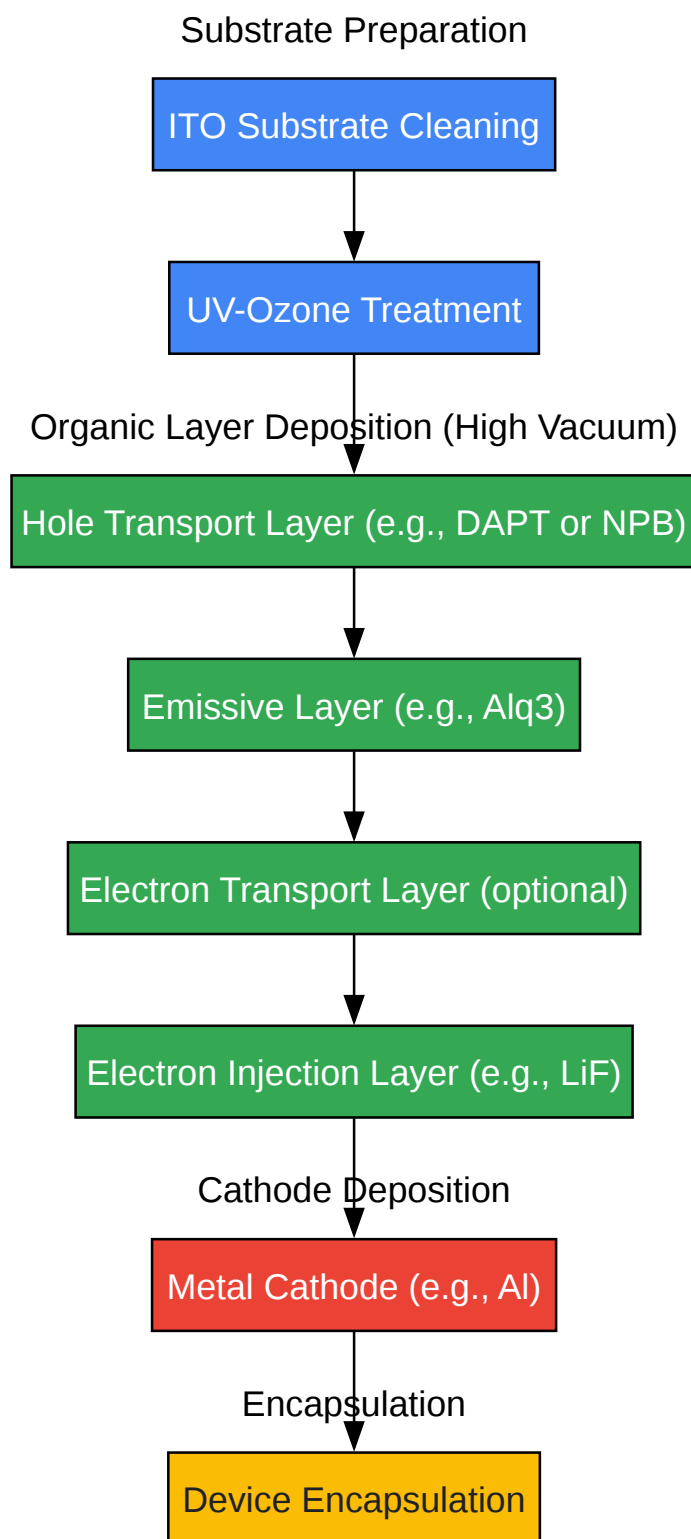 Substrate Preparation
ITO Substrate Cleaning
UV-Ozone Treatment
Organic Layer Deposition (High Vacuum)
Hole Transport Layer (e.g., DAPT or NPB)
Emissive Layer (e.g., Alq3)
Electron Transport Layer (optional)
Electron Injection Layer (e.g., LiF)
Cathode Deposition
Metal Cathode (e.g., Al)
Encapsulation
Device Encapsulation